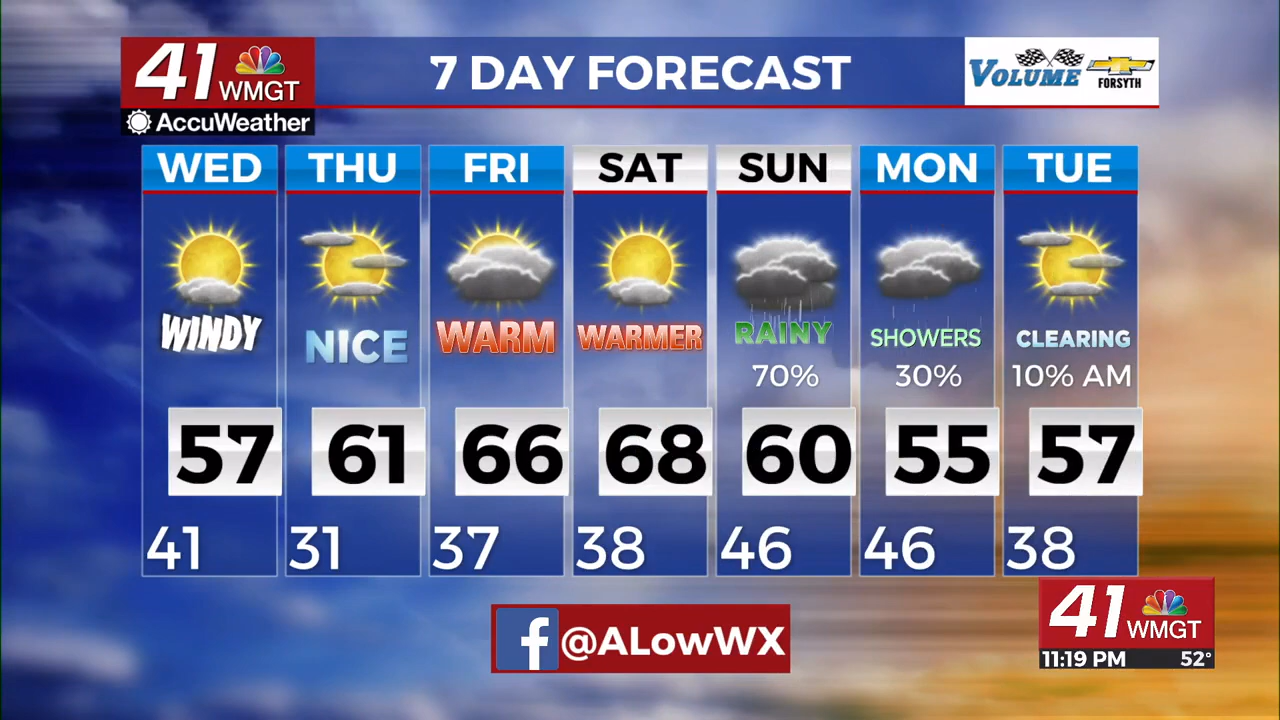 41
WMGT
AccuWeather
7 DAY FORECAST
VOLUME
FORSYTH
WED THU FRI SAT SUN MON TUE
WINDY NICE WARM WARMER RAINY SHOWERS CLEARING
70% 30% 10% AM
57 61 66 68 60 55 57
41 31 37 38 46 46 38
f @ALowWX
41
WMGT
11:19 PM 52°